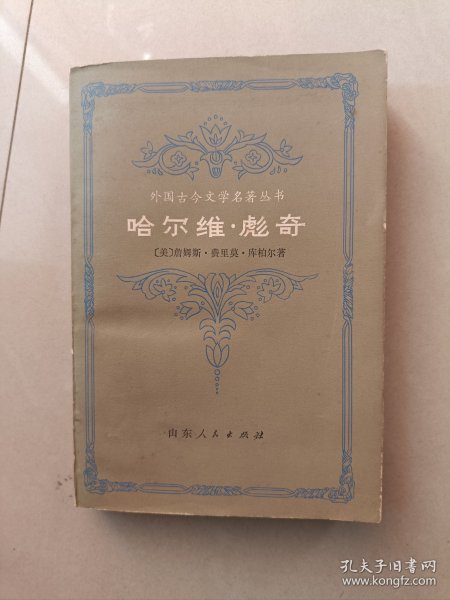 外国古今文学名著丛书
哈尔维·彪奇
〔美〕詹姆斯·费里莫·库柏尔著
山东人民出版社
孔夫子旧书网
www.kongfz.com